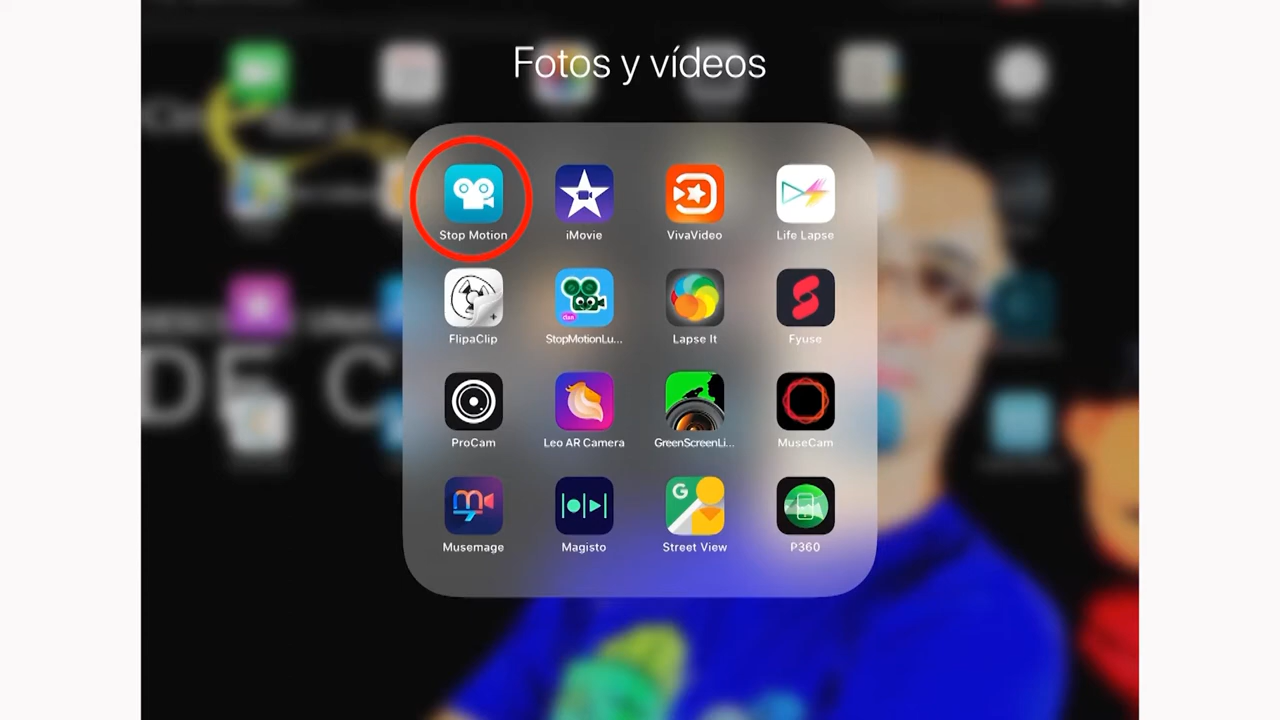 Fotos y vídeos
Stop Motion
iMovie
VivaVideo
Life Lapse
FlipaClip
StopMotionLu...
Lapse It
Fyuse
ProCam
Leo AR Camera
GreenScreenLi...
MuseCam
Musemage
Magisto
G
Street View
P360
DE C